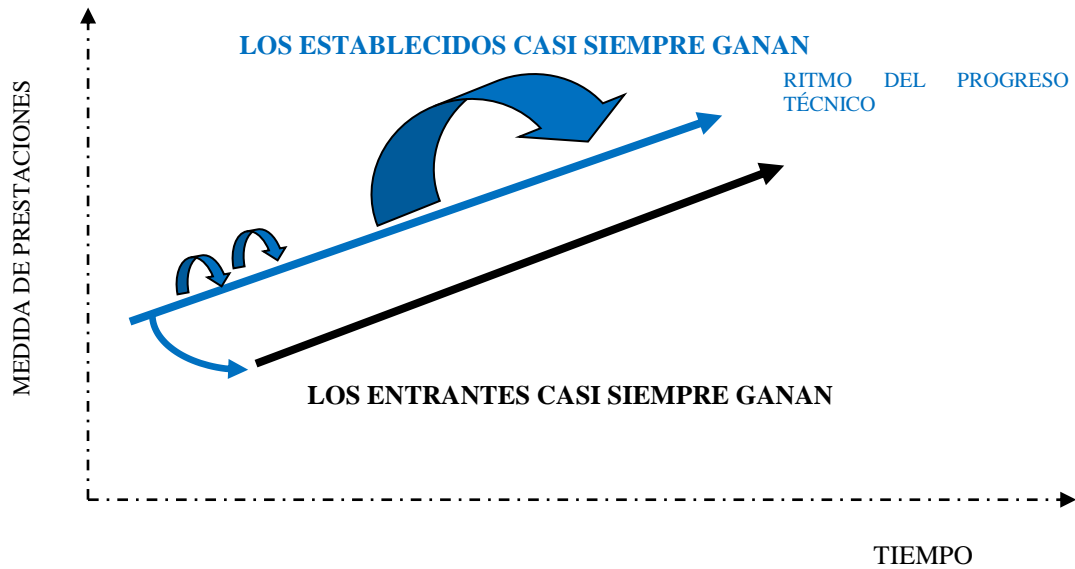 LOS ESTABLECIDOS CASI SIEMPRE GANAN
RITMO DEL PROGRESO
TÉCNICO
MEDIDA DE PRESTACIONES
LOS ENTRANTES CASI SIEMPRE GANAN
TIEMPO